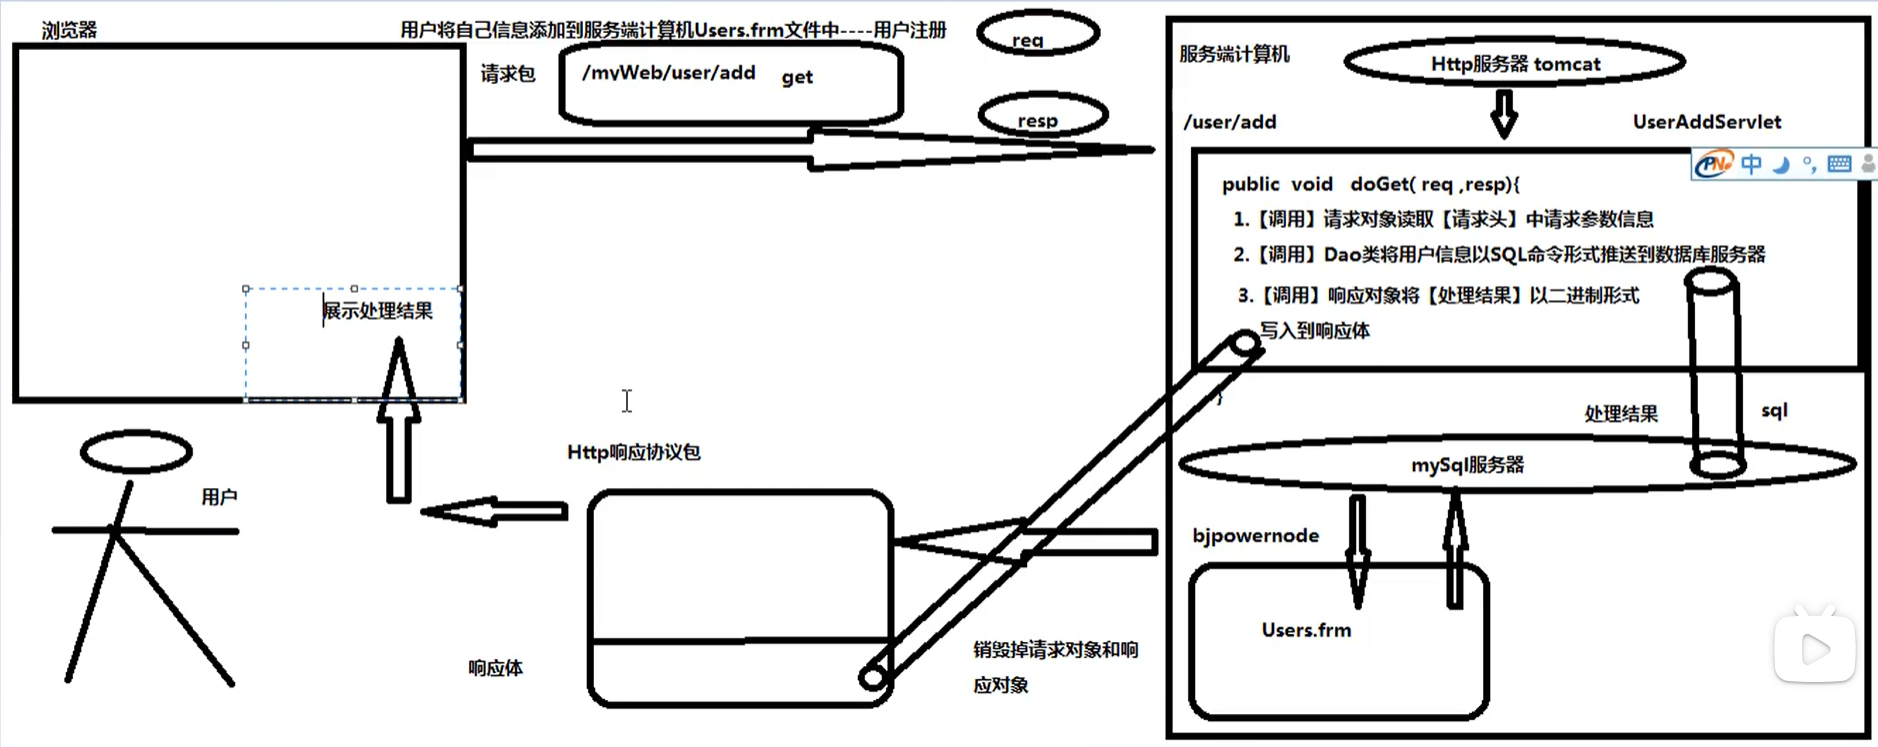 浏览器
用户将自己信息添加到服务端计算机Users.frm文件中----用户注册
req
请求包
/myWeb/user/add get
resp
服务端计算机
Http服务器 tomcat
/user/add
UserAddServlet
中
public void doGet( req ,resp){
1.【调用】请求对象读取【请求头】中请求参数信息
2.【调用】Dao类将用户信息以SQL命令形式推送到数据库服务器
3.【调用】响应对象将【处理结果】以二进制形式
写入到响应体
}
展示处理结果
处理结果
sql
mySql服务器
bjpowernode
Users.frm
Http响应协议包
用户
响应体
销毁掉请求对象和响
应对象